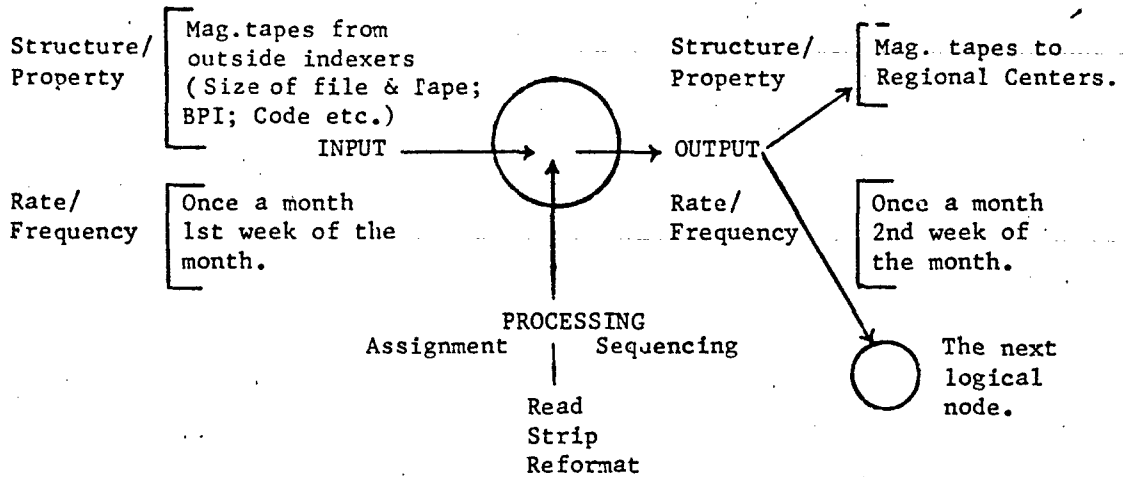 Structure/
Property
Mag.tapes from
outside indexers
(Size of file & Tape;
BPI; Code etc.)
INPUT
Rate/
Frequency
Once a month
1st week of the
month.
OUTPUT
Structure/
Property
Mag. tapes to
Regional Centers.
Rate/
Frequency
Once a month
2nd week of
the month.
PROCESSING
Assignment
Sequencing
Read
Strip
Reformat
The next
logical
node.